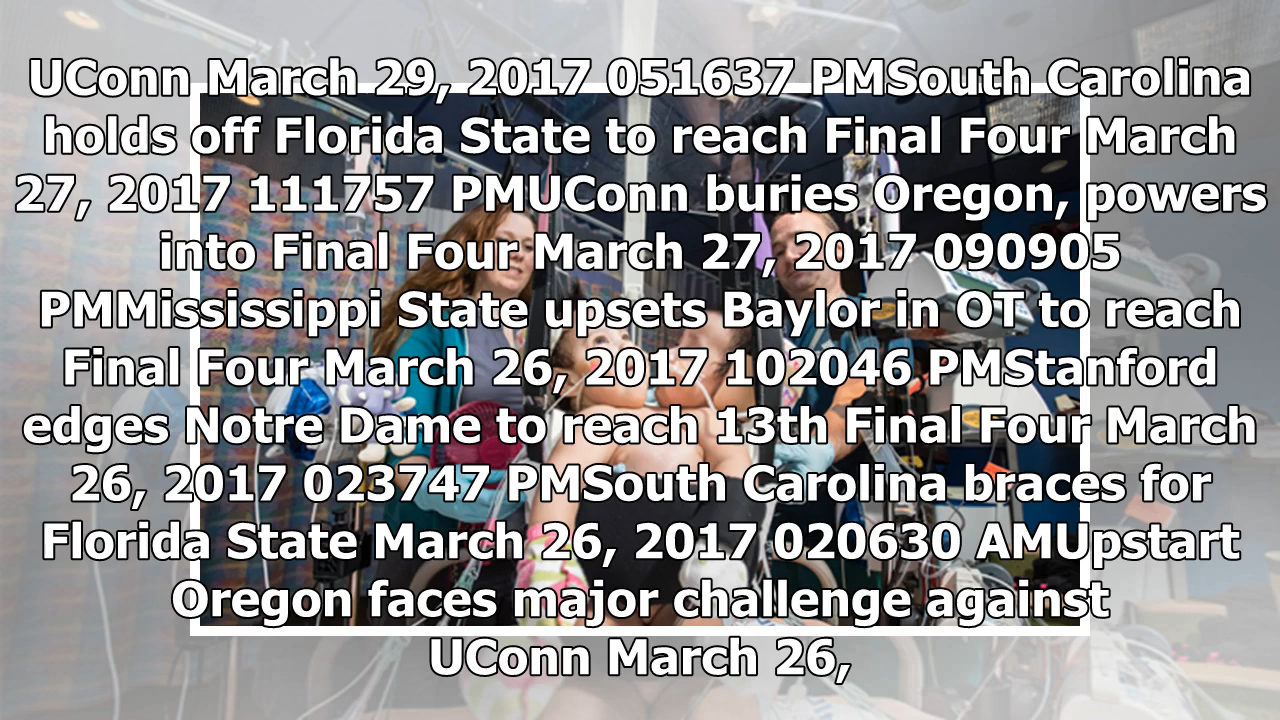 UConn March 29, 2017 051637 PMSouth Carolina
holds off Florida State to reach Final Four March
27, 2017 111757 PMUConn buries Oregon, powers
into Final Four March 27, 2017 090905
PMMississippi State upsets Baylor in OT to reach
Final Four March 26, 2017 102046 PMStanford
edges Notre Dame to reach 13th Final Four March
26, 2017 023747 PMSouth Carolina braces for
Florida State March 26, 2017 020630 AMUpstart
Oregon faces major challenge against
UConn March 26,